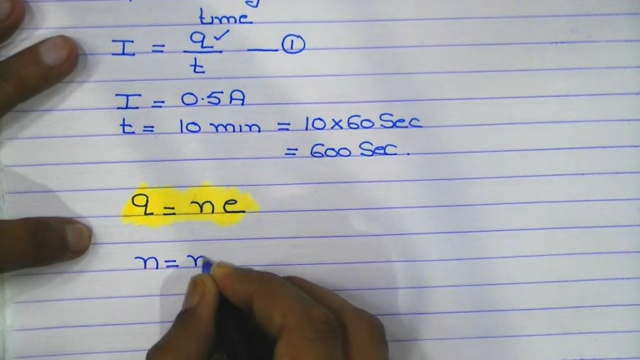 time
I = q/t — ①
I = 0.5A
t = 10 min = 10×60 Sec
= 600 Sec.
q = ne
n = n